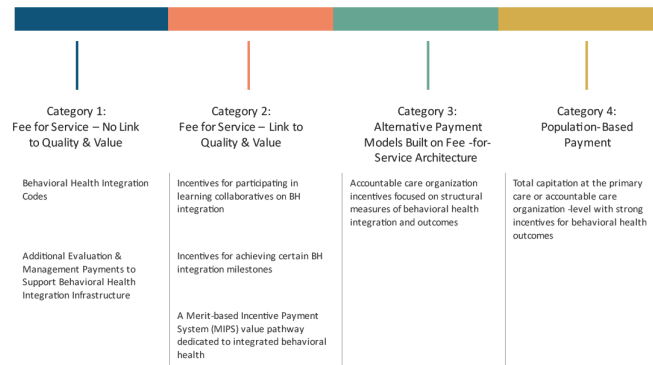 Category 1:
Fee for Service – No Link
to Quality & Value
Behavioral Health Integration
Codes
Additional Evaluation &
Management Payments to
Support Behavioral Health
Integration Infrastructure
Category 2:
Fee for Service – Link to
Quality & Value
Incentives for participating in
learning collaboratives on BH
integration
Incentives for achieving certain BH
integration milestones
A Merit-based Incentive Payment
System (MIPS) value pathway
dedicated to integrated behavioral
health
Category 3:
Alternative Payment
Models Built on Fee -for-
Service Architecture
Accountable care organization
incentives focused on structural
measures of behavioral health
integration and outcomes
Category 4:
Population-Based
Payment
Total capitation at the primary
care or accountable care
organization -level with strong
incentives for behavioral health
outcomes